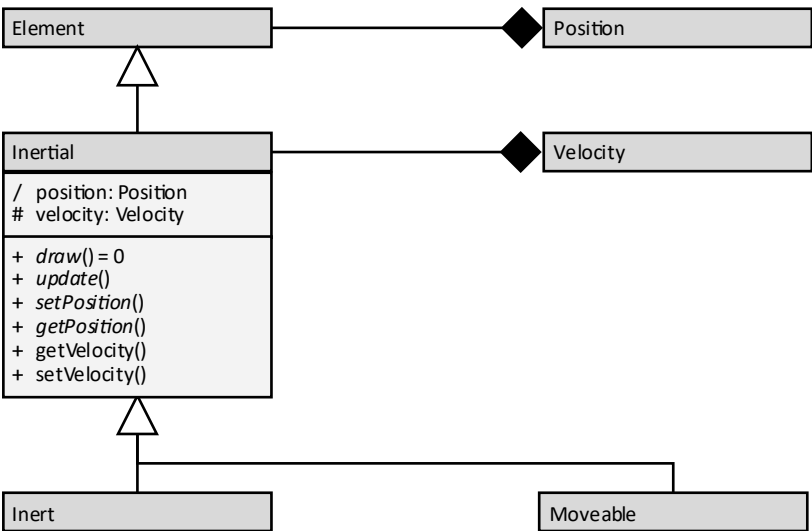 Element
Position
Inertial
Velocity
/ position: Position
# velocity: Velocity
+ draw() = 0
+ update()
+ setPosition()
+ getPosition()
+ getVelocity()
+ setVelocity()
Inert
Moveable